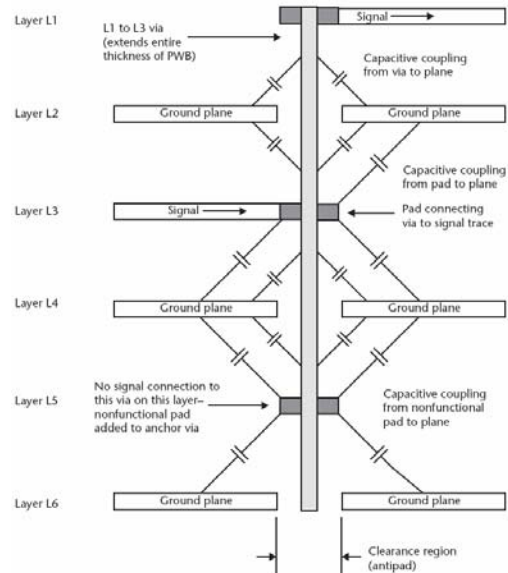 Layer L1
Signal
L1 to L3 via
(extends entire
thickness of PWB)
Capacitive coupling
from via to plane
Layer L2
Ground plane
Ground plane
Capacitive coupling
from pad to plane
Layer L3
Signal
Pad connecting
via to signal trace
Layer L4
Ground plane
Ground plane
No signal connection to
this via on this layer–
nonfunctional pad
added to anchor via
Layer L5
Capacitive coupling
from nonfunctional
pad to plane
Layer L6
Ground plane
Ground plane
Clearance region
(antipad)